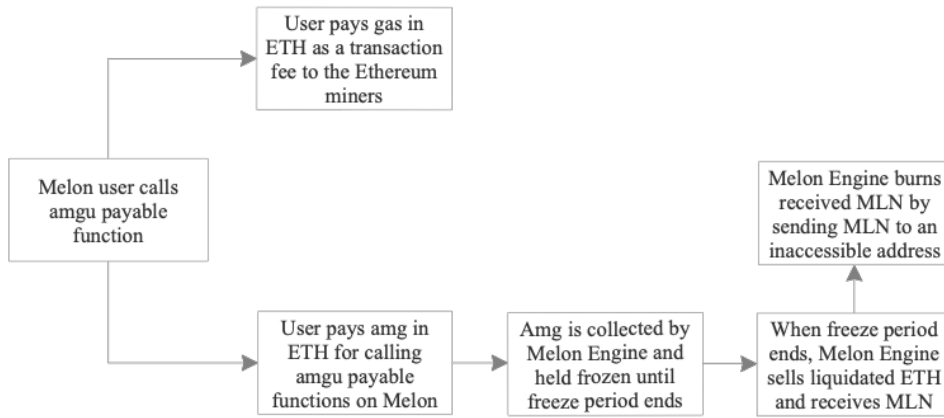 User pays gas in
ETH as a transaction
fee to the Ethereum
miners
Melon user calls
amgu payable
function
Melon Engine burns
received MLN by
sending MLN to an
inaccessible address
User pays amg in
ETH for calling
amgu payable
functions on Melon
Amg is collected by
Melon Engine and
held frozen until
freeze period ends
When freeze period
ends, Melon Engine
sells liquidated ETH
and receives MLN